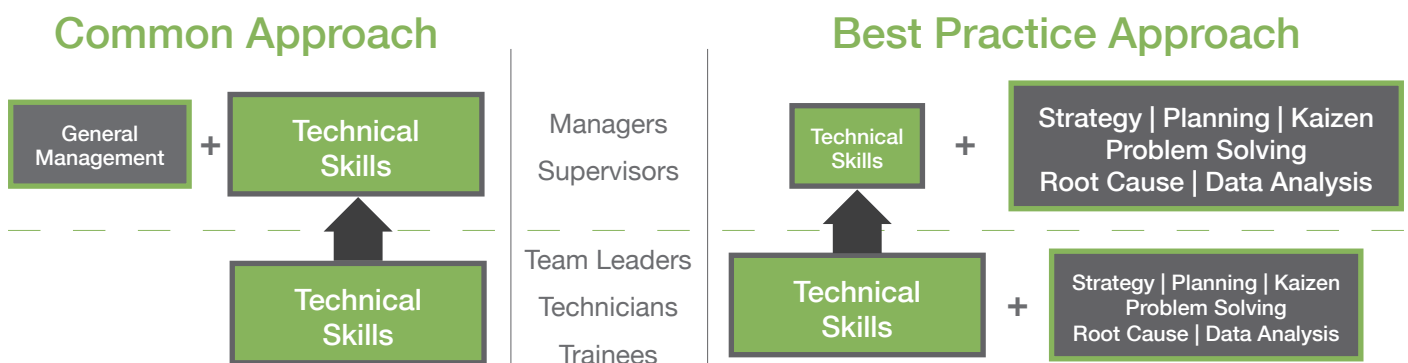 Common Approach
Best Practice Approach
General
Management
+
Technical
Skills
Managers
Supervisors
Technical
Skills
+
Strategy | Planning | Kaizen
Problem Solving
Root Cause | Data Analysis
Technical
Skills
Team Leaders
Technicians
Trainees
Technical
Skills
+
Strategy | Planning | Kaizen
Problem Solving
Root Cause | Data Analysis